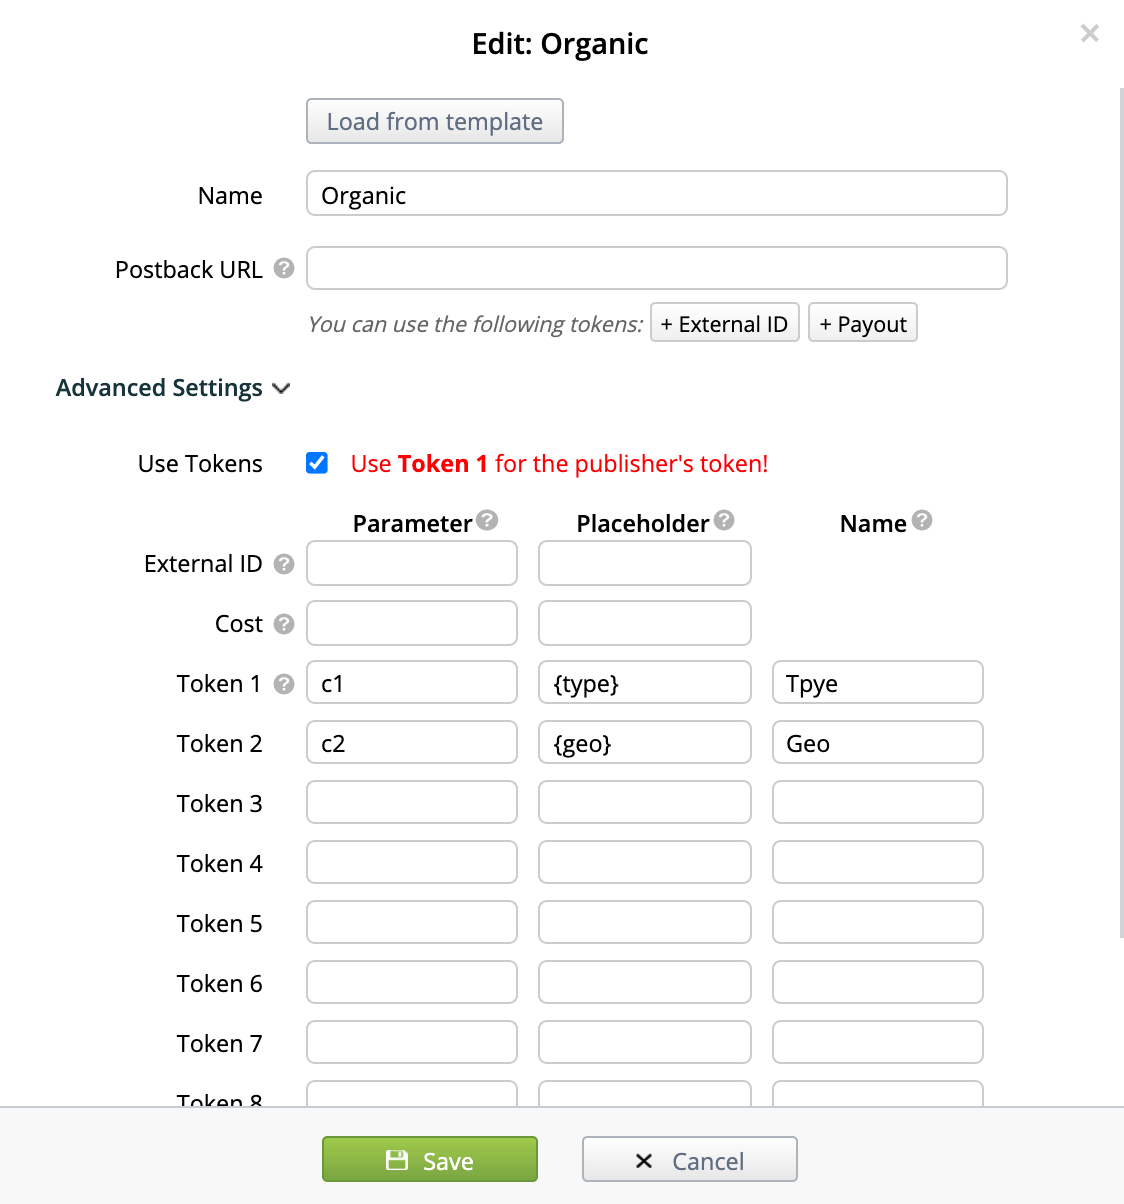 Edit: Organic
×
Load from template
Name Organic
Postback URL ?
You can use the following tokens: + External ID + Payout
Advanced Settings
Use Tokens Use Token 1 for the publisher's token!
Parameter ? Placeholder ? Name ?
External ID ?
Cost ?
Token 1 ? c1 {type} Tpye
Token 2 c2 {geo} Geo
Token 3
Token 4
Token 5
Token 6
Token 7
Token 8
Save × Cancel